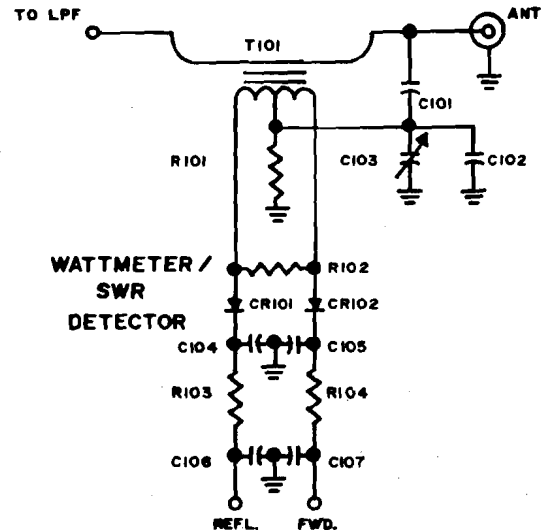 TO LPF
ANT
T101
C101
R101
C103
C102
WATTMETER /
SWR
DETECTOR
R102
CR101
CR102
C104
C105
R103
R104
C106
C107
REFL.
FWD.